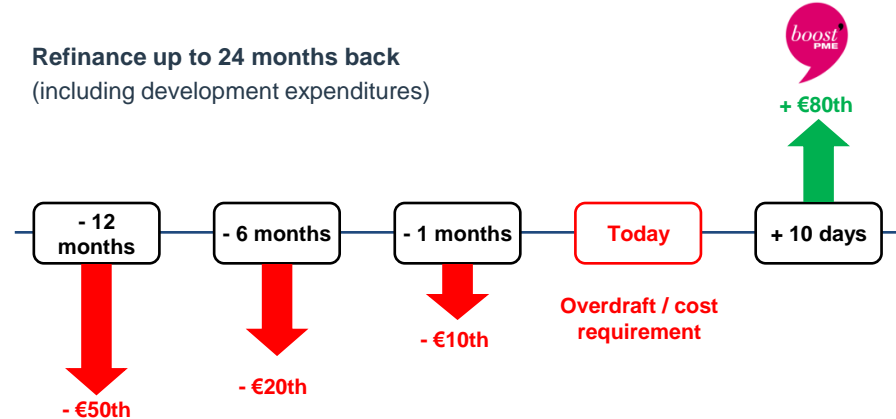 Refinance up to 24 months back
(including development expenditures)
boost'
PME
+ €80th
- 12
months
- 6 months
- 1 months
Today
+ 10 days
Overdraft / cost
requirement
- €10th
- €20th
- €50th